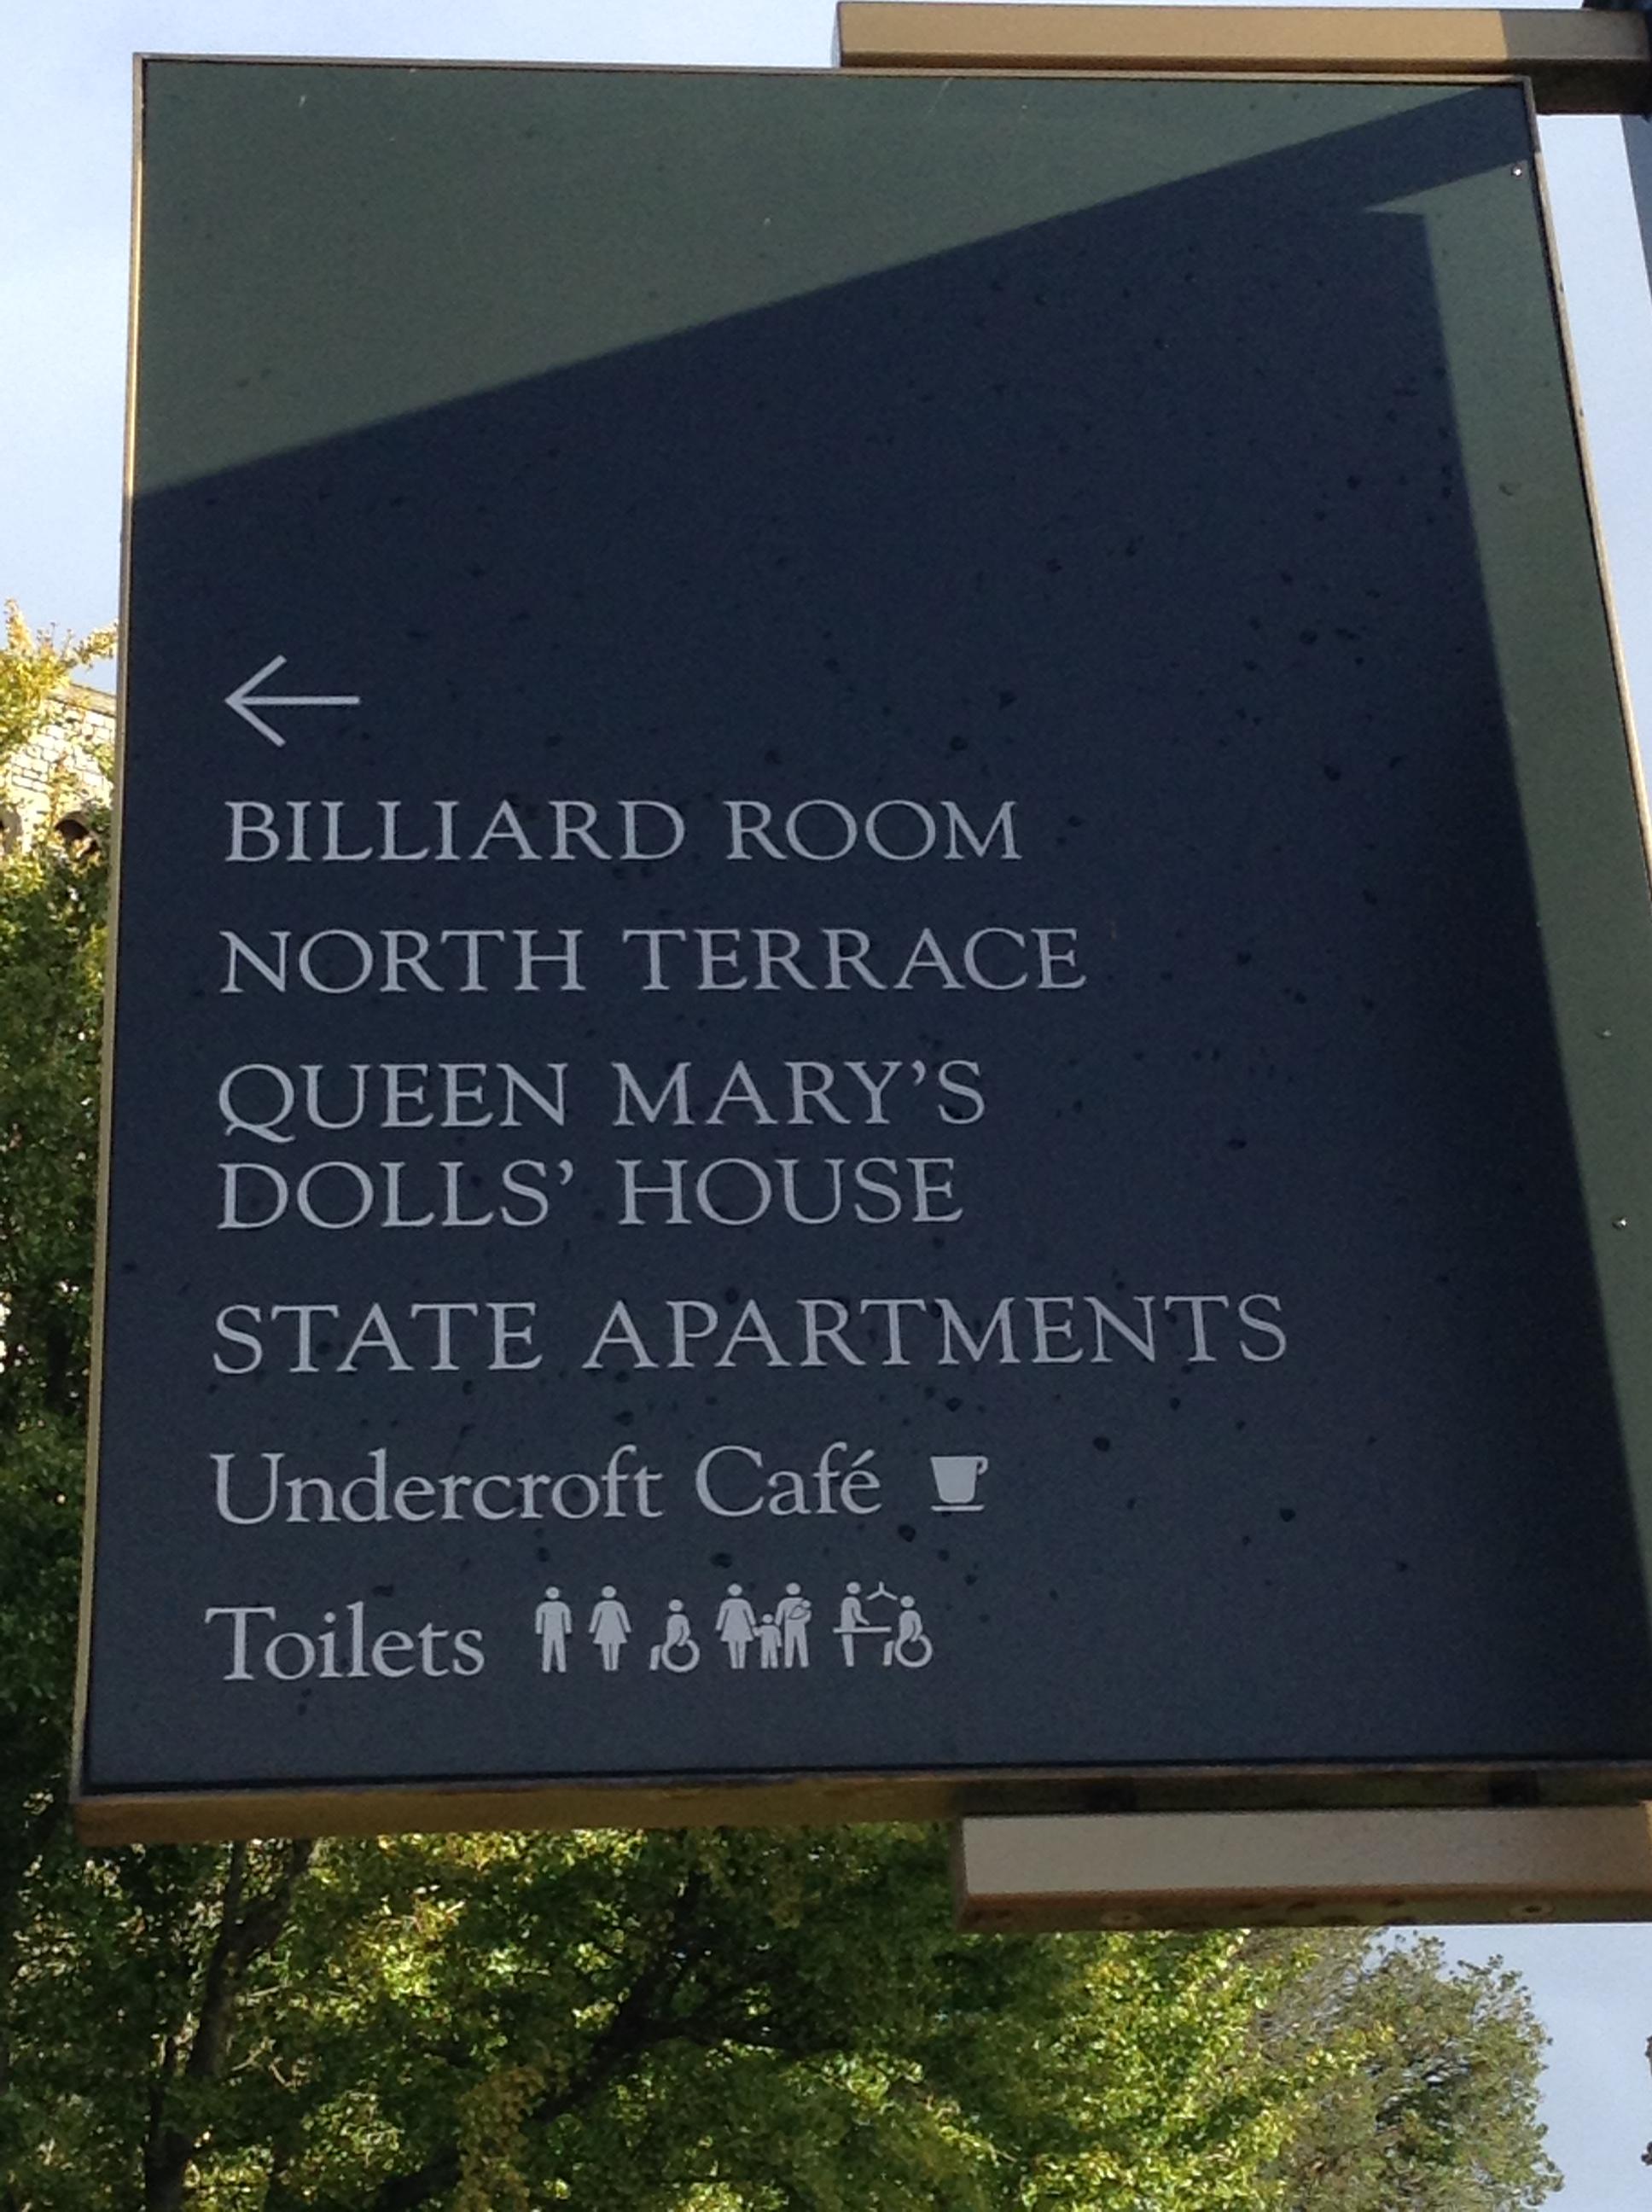 BILLIARD ROOM
NORTH TERRACE
QUEEN MARY’S
DOLLS’ HOUSE
STATE APARTMENTS
Undercroft Café
Toilets